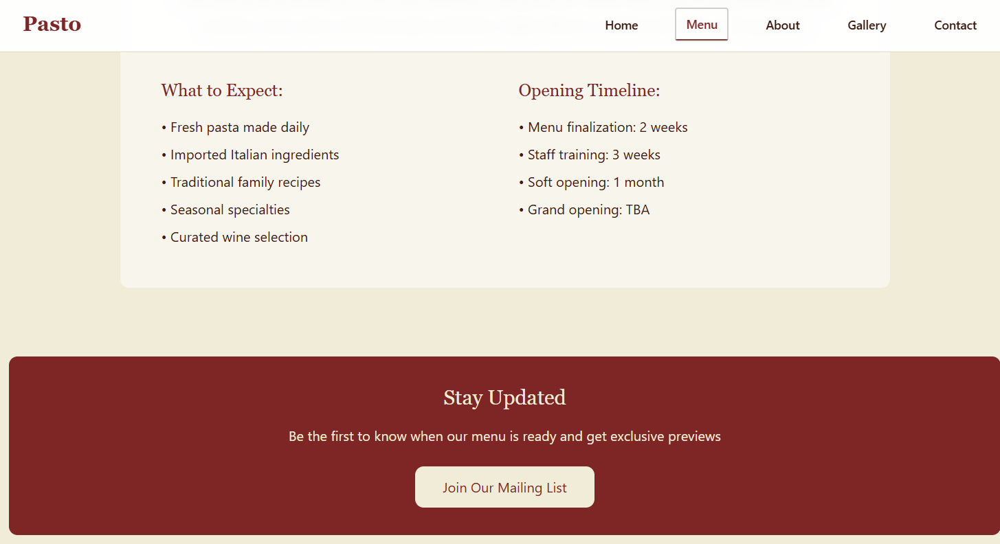 Pasto
Home
Menu
About
Gallery
Contact
What to Expect:
• Fresh pasta made daily
• Imported Italian ingredients
• Traditional family recipes
• Seasonal specialties
• Curated wine selection
Opening Timeline:
• Menu finalization: 2 weeks
• Staff training: 3 weeks
• Soft opening: 1 month
• Grand opening: TBA
Stay Updated
Be the first to know when our menu is ready and get exclusive previews
Join Our Mailing List